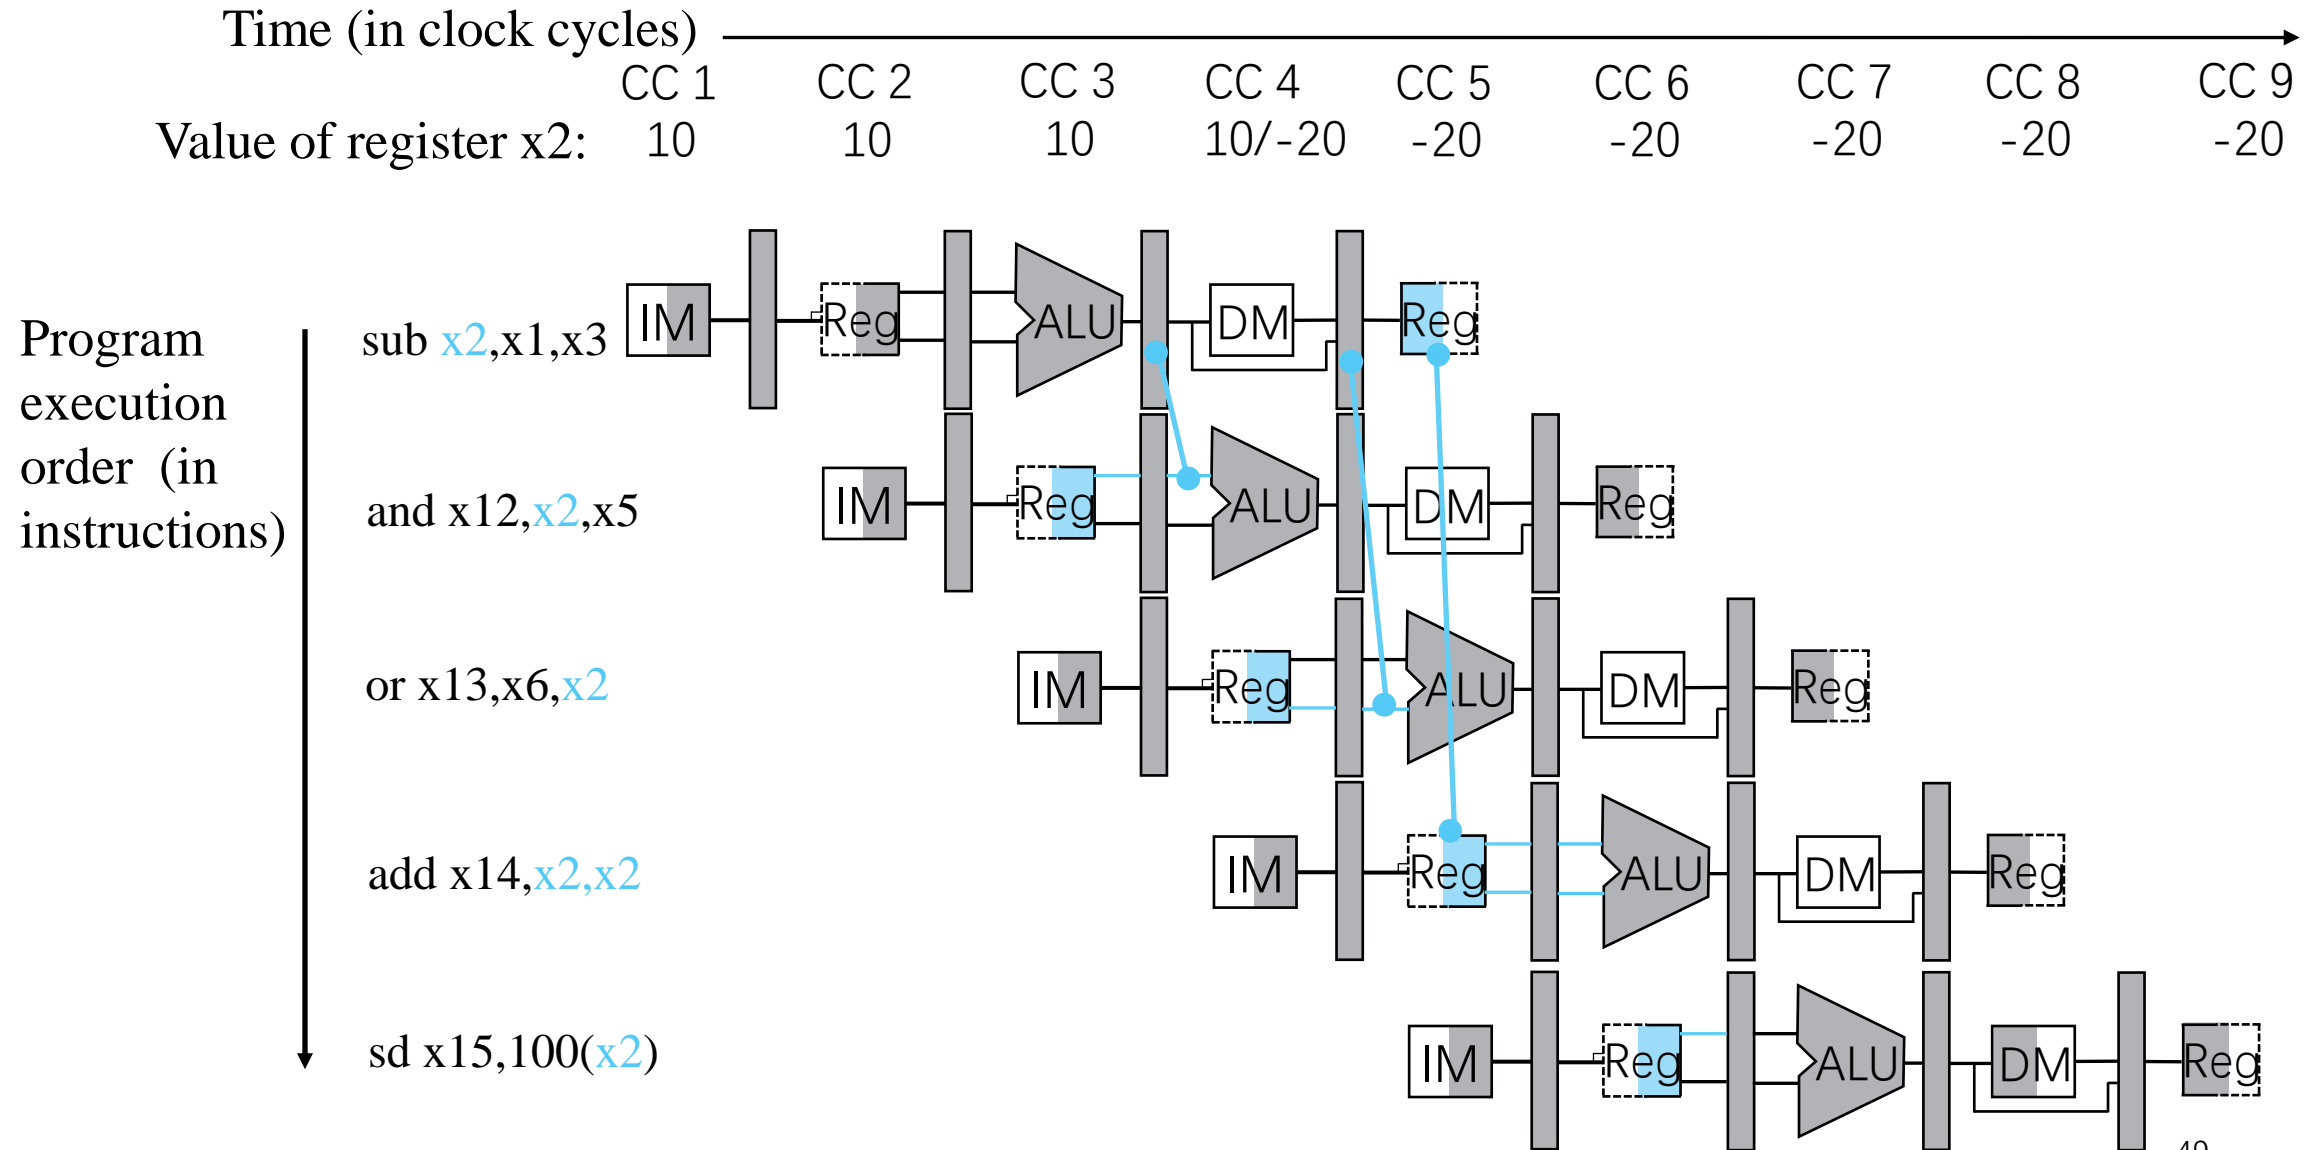 Time (in clock cycles)
CC 1 CC 2 CC 3 CC 4 CC 5 CC 6 CC 7 CC 8 CC 9
Value of register x2: 10 10 10 10/-20 -20 -20 -20 -20 -20
Program
execution
order (in
instructions)
sub x2,x1,x3 IM Reg ALU DM Reg
and x12,x2,x5 IM Reg ALU DM Reg
or x13,x6,x2 IM Reg ALU DM Reg
add x14,x2,x2 IM Reg ALU DM Reg
sd x15,100(x2) IM Reg ALU DM Reg